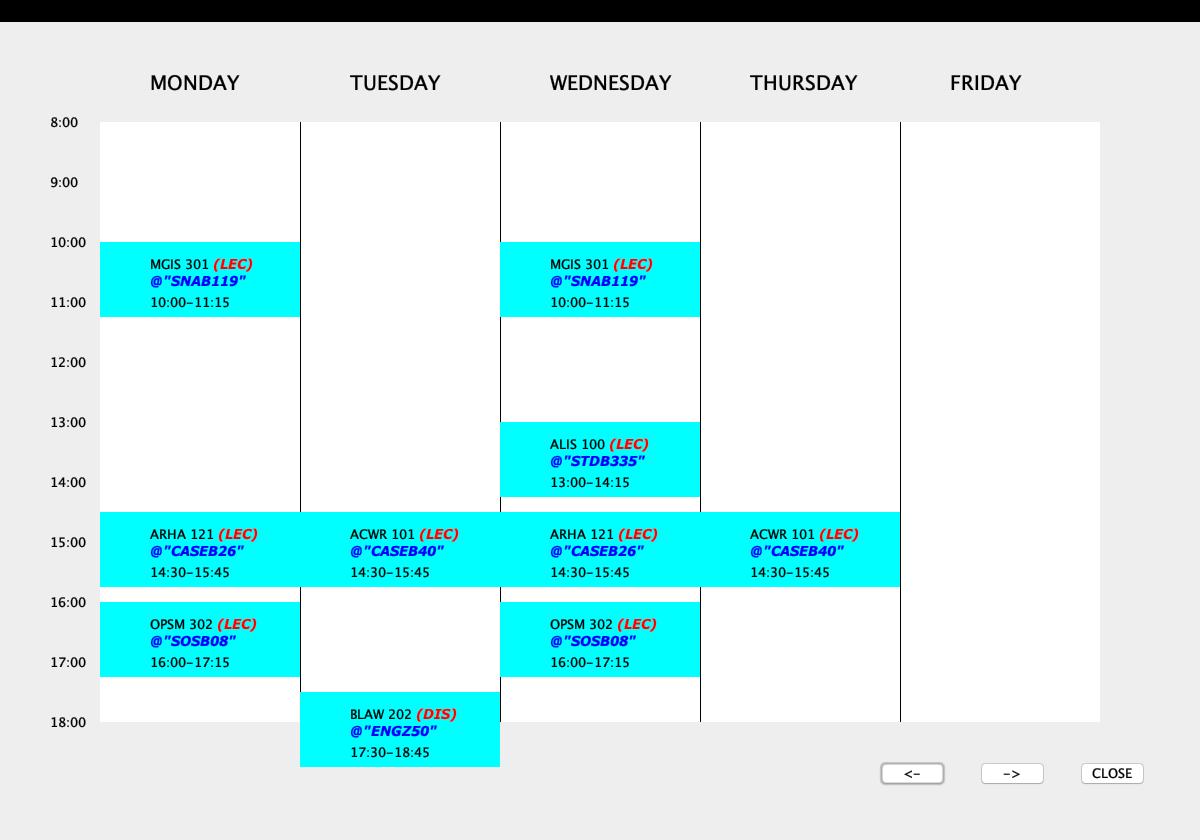 MONDAY TUESDAY WEDNESDAY THURSDAY FRIDAY
8:00
9:00
10:00
MGIS 301 (LEC) MGIS 301 (LEC)
@"SNAB119" @"SNAB119"
11:00 10:00-11:15 10:00-11:15
12:00
13:00
ALIS 100 (LEC)
@"STDB335"
14:00 13:00-14:15
ARHA 121 (LEC) ACWR 101 (LEC) ARHA 121 (LEC) ACWR 101 (LEC)
15:00 @"CASEB26" @"CASEB40" @"CASEB26" @"CASEB40"
14:30-15:45 14:30-15:45 14:30-15:45 14:30-15:45
16:00
OPSM 302 (LEC) OPSM 302 (LEC)
@"SOSB08" @"SOSB08"
17:00 16:00-17:15 16:00-17:15
BLAW 202 (DIS)
18:00 @"ENGZ50"
17:30-18:45
<- -> CLOSE